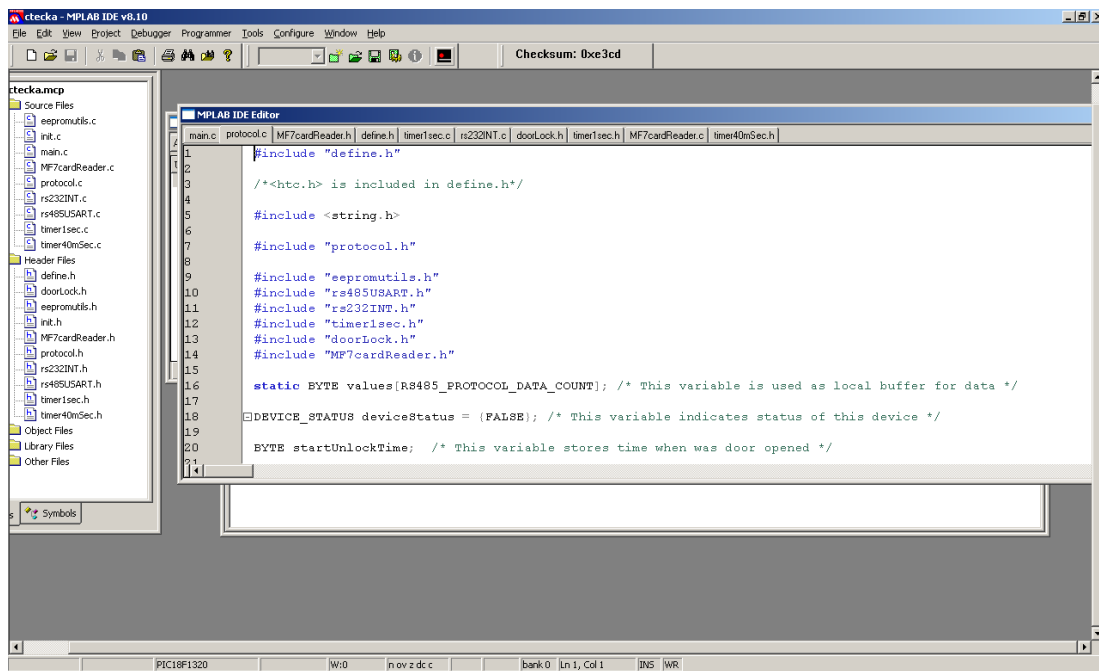 ctecka - MPLAB IDE v8.10
File Edit View Project Debugger Programmer Tools Configure Window Help
Checksum: 0xe3cd
ctecka.mcp
Source Files
eepromutils.c
init.c
main.c
MF7cardReader.c
protocol.c
rs232INT.c
rs485USART.c
timer1sec.c
timer40mSec.c
Header Files
define.h
doorLock.h
eepromutils.h
init.h
MF7cardReader.h
protocol.h
rs232INT.h
rs485USART.h
timer1sec.h
timer40mSec.h
Object Files
Library Files
Other Files
Symbols
MPLAB IDE Editor
main.c protocol.c MF7cardReader.h define.h timer1sec.c rs232INT.c doorLock.h timer1sec.h MF7cardReader.c timer40mSec.h
1 #include "define.h"
2
3 /*<htc.h> is included in define.h*/
4
5 #include <string.h>
6
7 #include "protocol.h"
8
9 #include "eepromutils.h"
10 #include "rs485USART.h"
11 #include "rs232INT.h"
12 #include "timer1sec.h"
13 #include "doorLock.h"
14 #include "MF7cardReader.h"
15
16 static BYTE values[RS485_PROTOCOL_DATA_COUNT]; /* This variable is used as local buffer for data */
17
18 DEVICE_STATUS deviceStatus = {FALSE}; /* This variable indicates status of this device */
19
20 BYTE startUnlockTime; /* This variable stores time when was door opened */
21
PIC18F1320 W:0 n ov z dc c bank 0 Ln 1, Col 1 INS WR